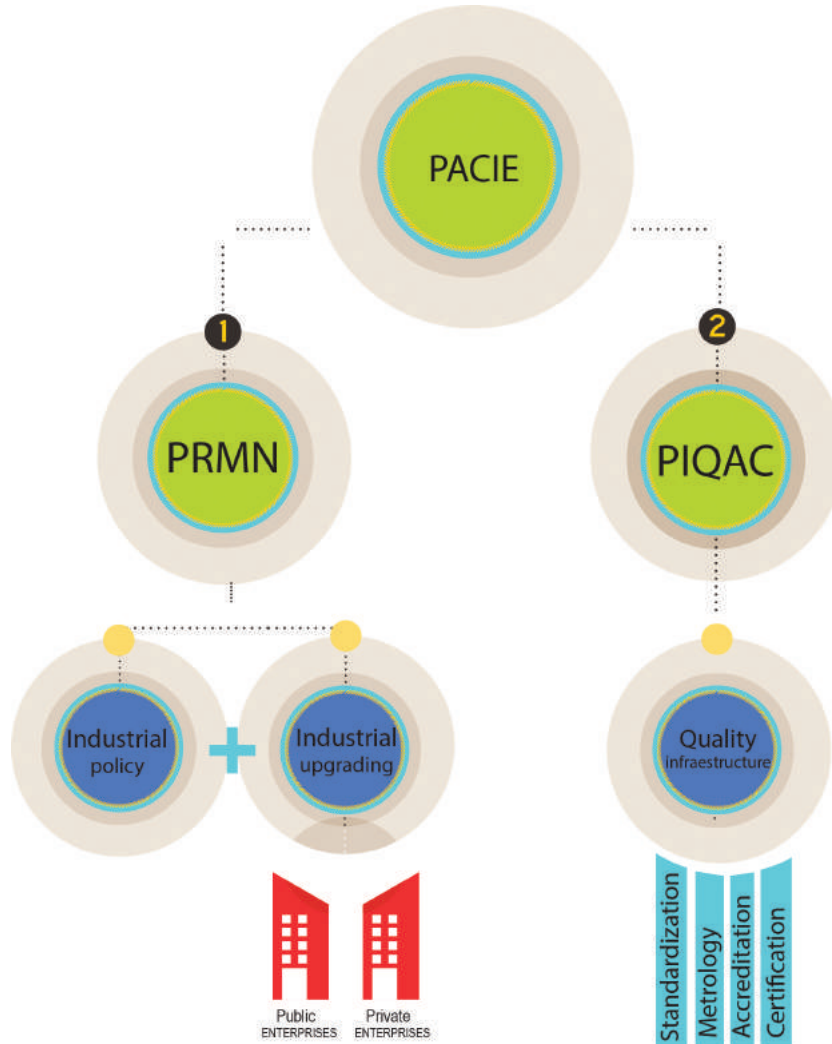 PACIE
1
2
PRMN
PIQAC
Industrial
policy
Industrial
upgrading
Quality
infraestructure
Public
ENTERPRISES
Private
ENTERPRISES
Standardization
Metrology
Accreditation
Certification